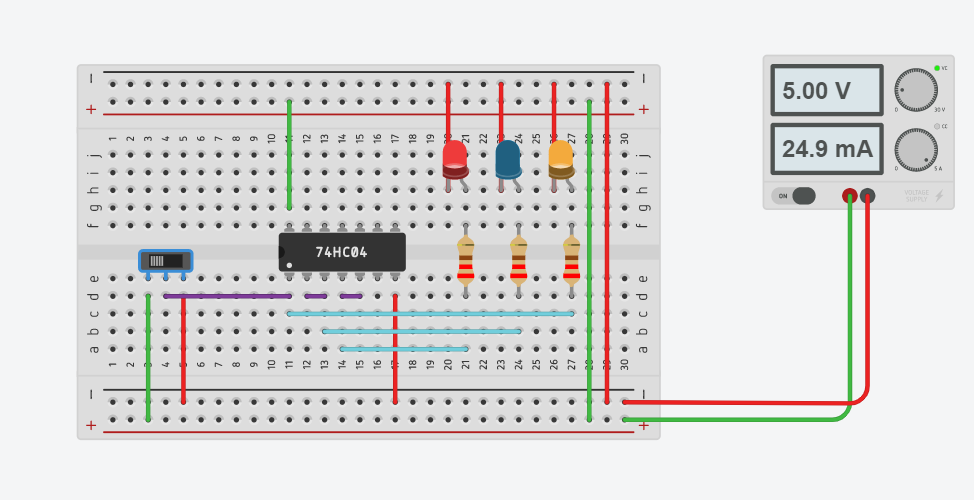 − −
+ +
1 2 3 4 5 6 7 8 9 10 11 12 13 14 15 16 17 18 19 20 21 22 23 24 25 26 27 28 29 30
j j
i i
h h
g g
f f
74HC04
e e
d d
c c
b b
a a
1 2 3 4 5 6 7 8 9 10 11 12 13 14 15 16 17 18 19 20 21 22 23 24 25 26 27 28 29 30
− −
+ +
5.00 V
VC
0 30 V
24.9 mA
CC
0 5 A
ON
VOLTAGE
SUPPLY